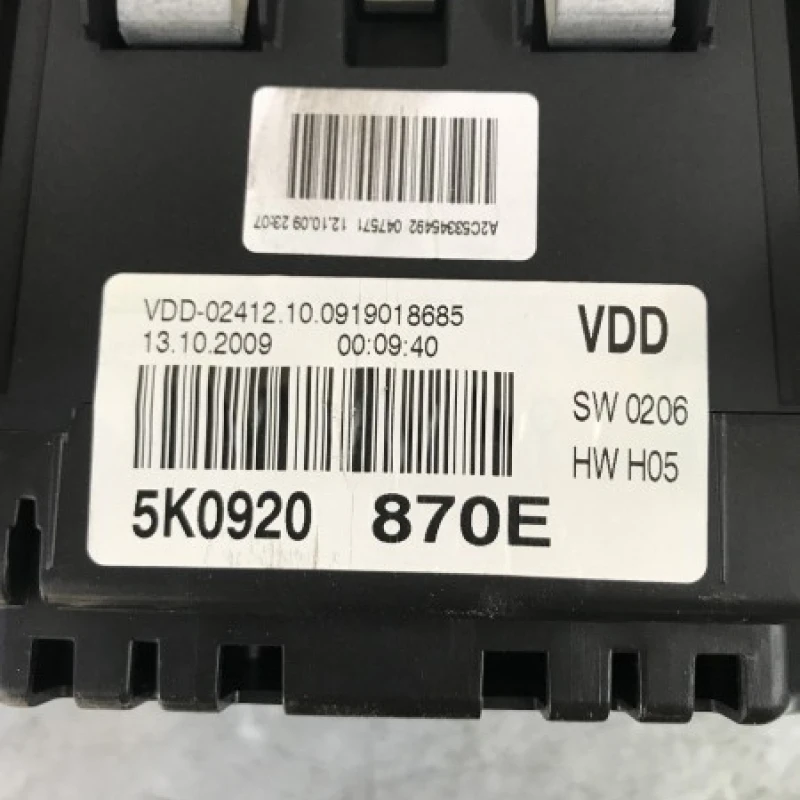 A2C53345492 047571 12.10.09 23:07
VDD-02412.10.0919018685
13.10.2009 00:09:40
VDD
SW 0206
HW H05
5K0920 870E